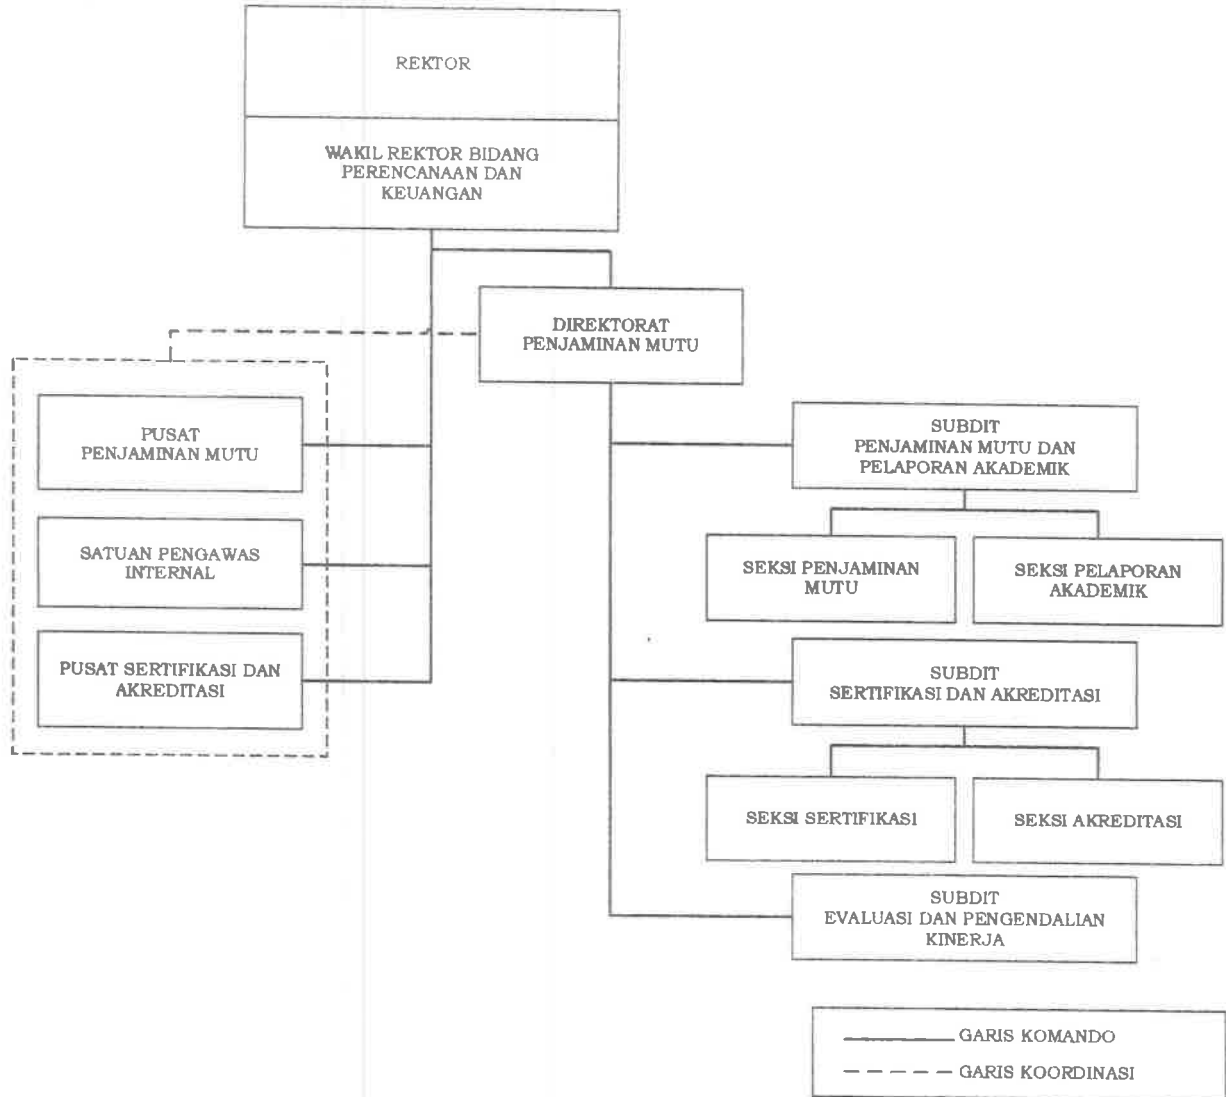 REKTOR
WAKIL REKTOR BIDANG
PERENCANAAN DAN
KEUANGAN
DIREKTORAT
PENJAMINAN MUTU
PUSAT
PENJAMINAN MUTU
SATUAN PENGAWAS
INTERNAL
PUSAT SERTIFIKASI DAN
AKREDITASI
SUBDIT
PENJAMINAN MUTU DAN
PELAPORAN AKADEMIK
SEKSI PENJAMINAN
MUTU
SEKSI PELAPORAN
AKADEMIK
SUBDIT
SERTIFIKASI DAN AKREDITASI
SEKSI SERTIFIKASI
SEKSI AKREDITASI
SUBDIT
EVALUASI DAN PENGENDALIAN
KINERJA
GARIS KOMANDO
GARIS KOORDINASI